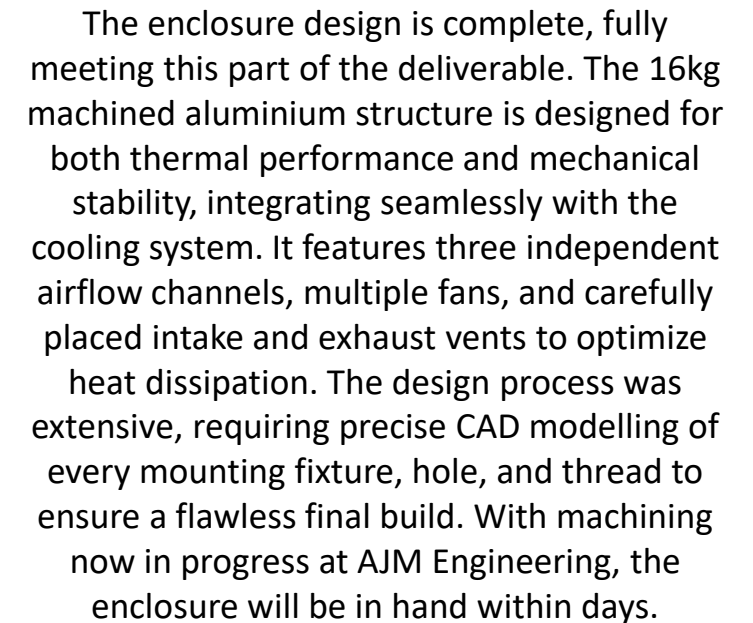 The enclosure design is complete, fully
meeting this part of the deliverable. The 16kg
machined aluminium structure is designed for
both thermal performance and mechanical
stability, integrating seamlessly with the
cooling system. It features three independent
airflow channels, multiple fans, and carefully
placed intake and exhaust vents to optimize
heat dissipation. The design process was
extensive, requiring precise CAD modelling of
every mounting fixture, hole, and thread to
ensure a flawless final build. With machining
now in progress at AJM Engineering, the
enclosure will be in hand within days.